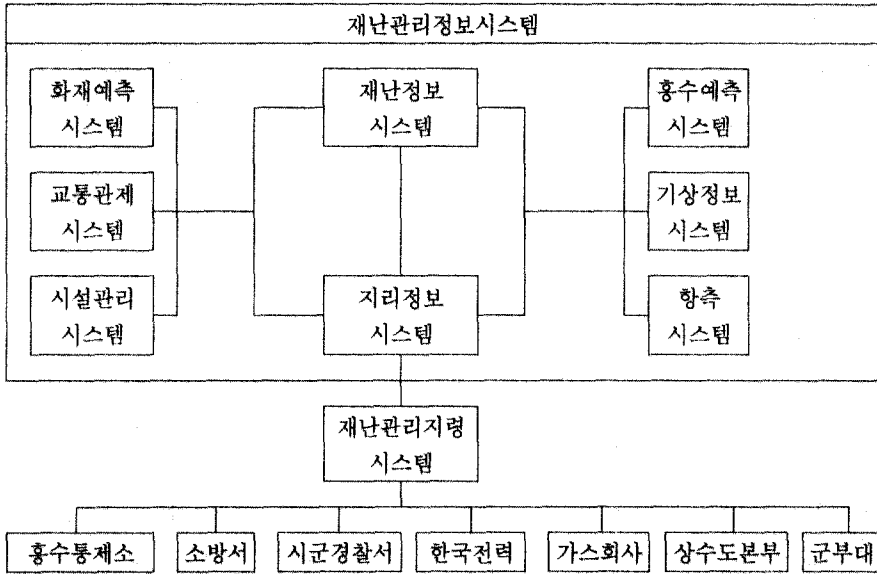 재난관리정보시스템
화재예측
시스템
재난정보
시스템
홍수예측
시스템
교통관제
시스템
기상정보
시스템
시설관리
시스템
지리정보
시스템
항측
시스템
재난관리지령
시스템
홍수통제소
소방서
시군경찰서
한국전력
가스회사
상수도본부
군부대